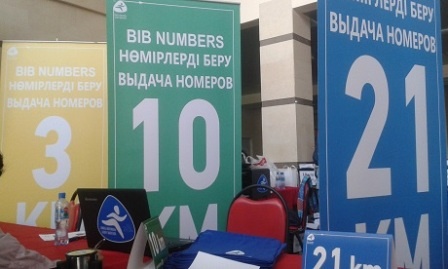 BIB NUMBERS
НӨМІРЛЕРДІ БЕРУ
ВЫДАЧА НОМЕРОВ
3
KM
BIB NUMBERS
НӨМІРЛЕРДІ БЕРУ
ВЫДАЧА НОМЕРОВ
10
KM
НӨМІРЛЕРДІ БЕРУ
ВЫДАЧА НОМЕРОВ
21
KM
21 km